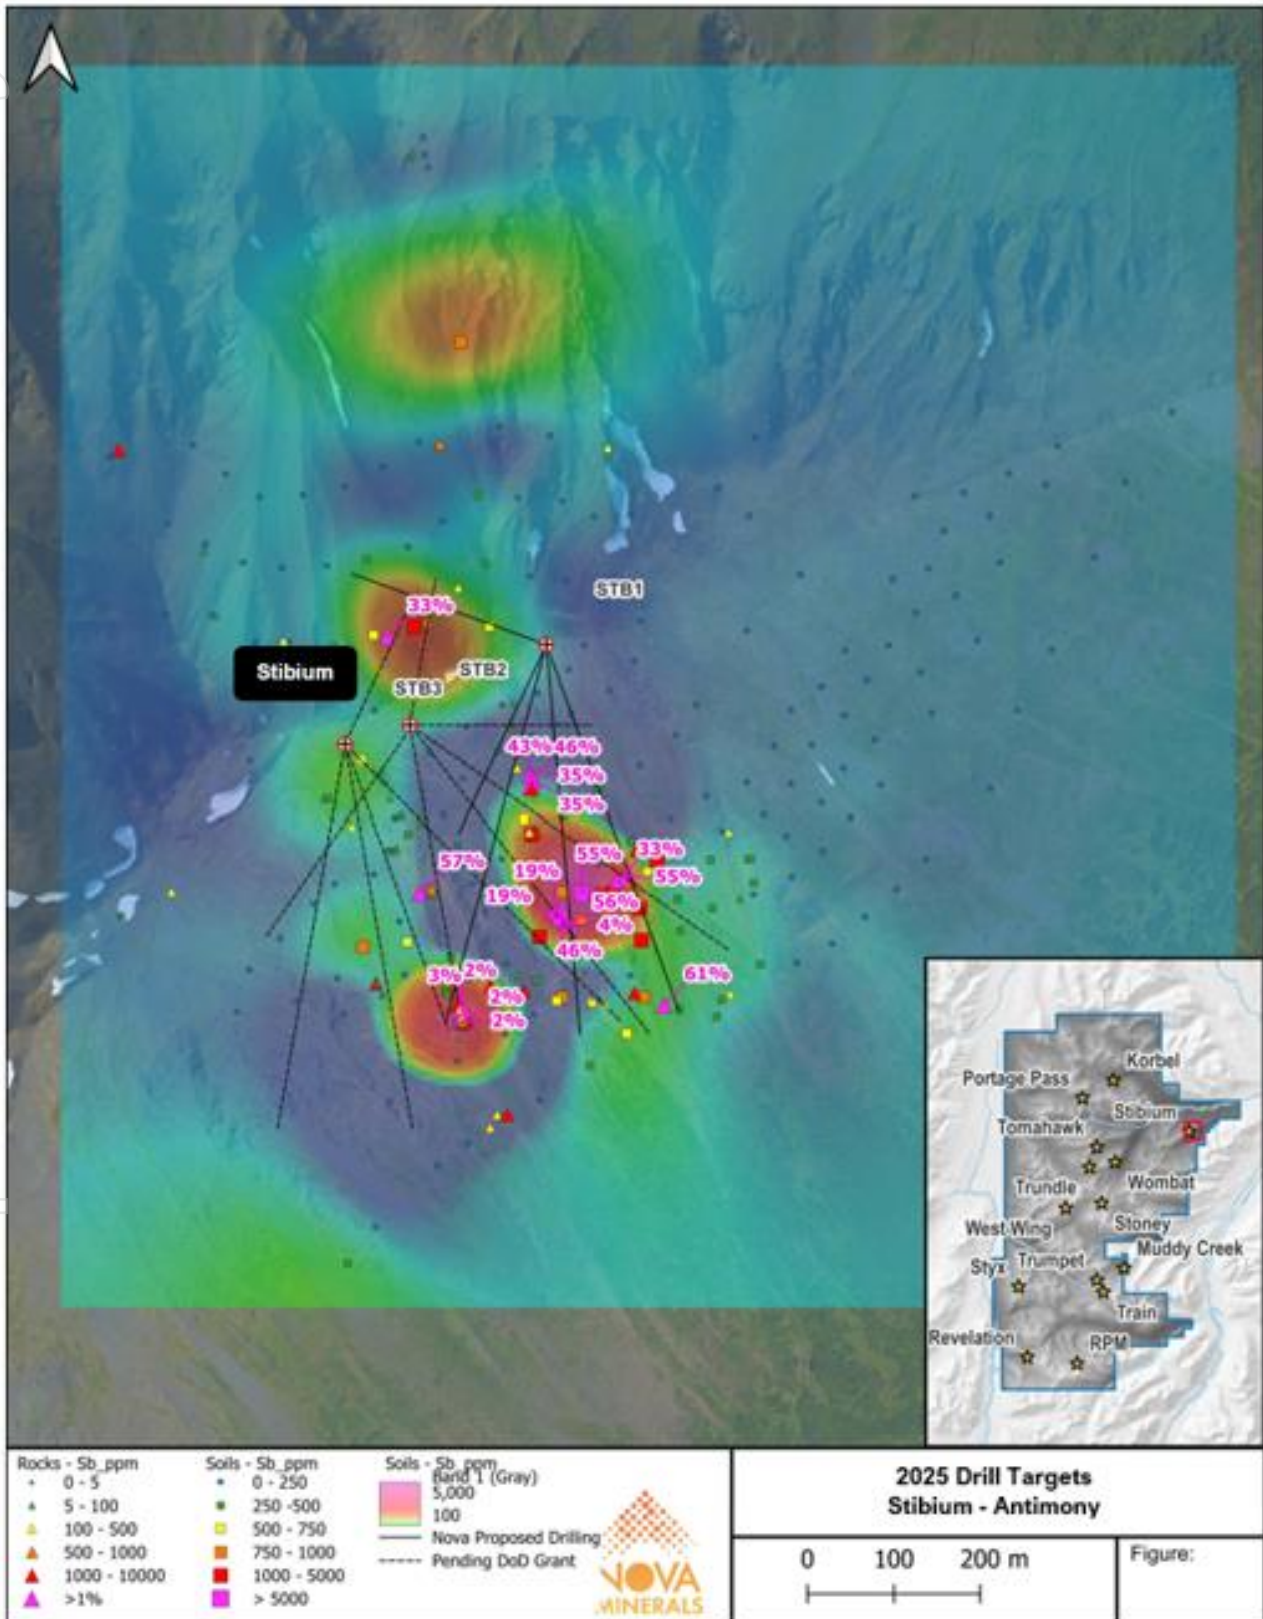 STB1
33%
Stibium
STB2
STB3
43% 46%
35%
35%
57%
55%
33%
19%
55%
19%
56%
4%
46%
3% 2%
61%
2%
2%
Korbel
Portage Pass
Stibium
Tomahawk
Wombat
Trundle
West Wing
Stoney
Muddy Creek
Styx
Trumpet
Train
Revelation
RPM
Rocks - Sb_ppm
0 - 5
5 - 100
100 - 500
500 - 1000
1000 - 10000
>1%
Soils - Sb_ppm
0 - 250
250 -500
500 - 750
750 - 1000
1000 - 5000
> 5000
Soils - Sb_ppm
Band 1 (Gray)
5,000
100
Nova Proposed Drilling
Pending DoD Grant
NOVA
MINERALS
2025 Drill Targets
Stibium - Antimony
0 100 200 m
Figure: